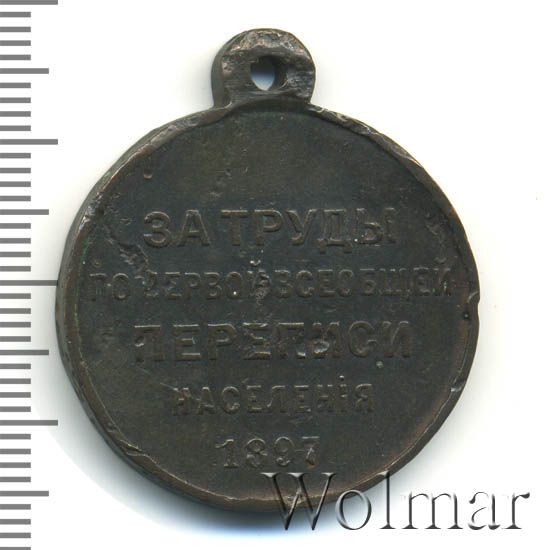 ЗА ТРУДЫ
ПО ПЕРВОЙ ВСЕОБЩЕЙ
ПЕРЕПИСИ
НАСЕЛЕНІЯ
1897
Wolmar